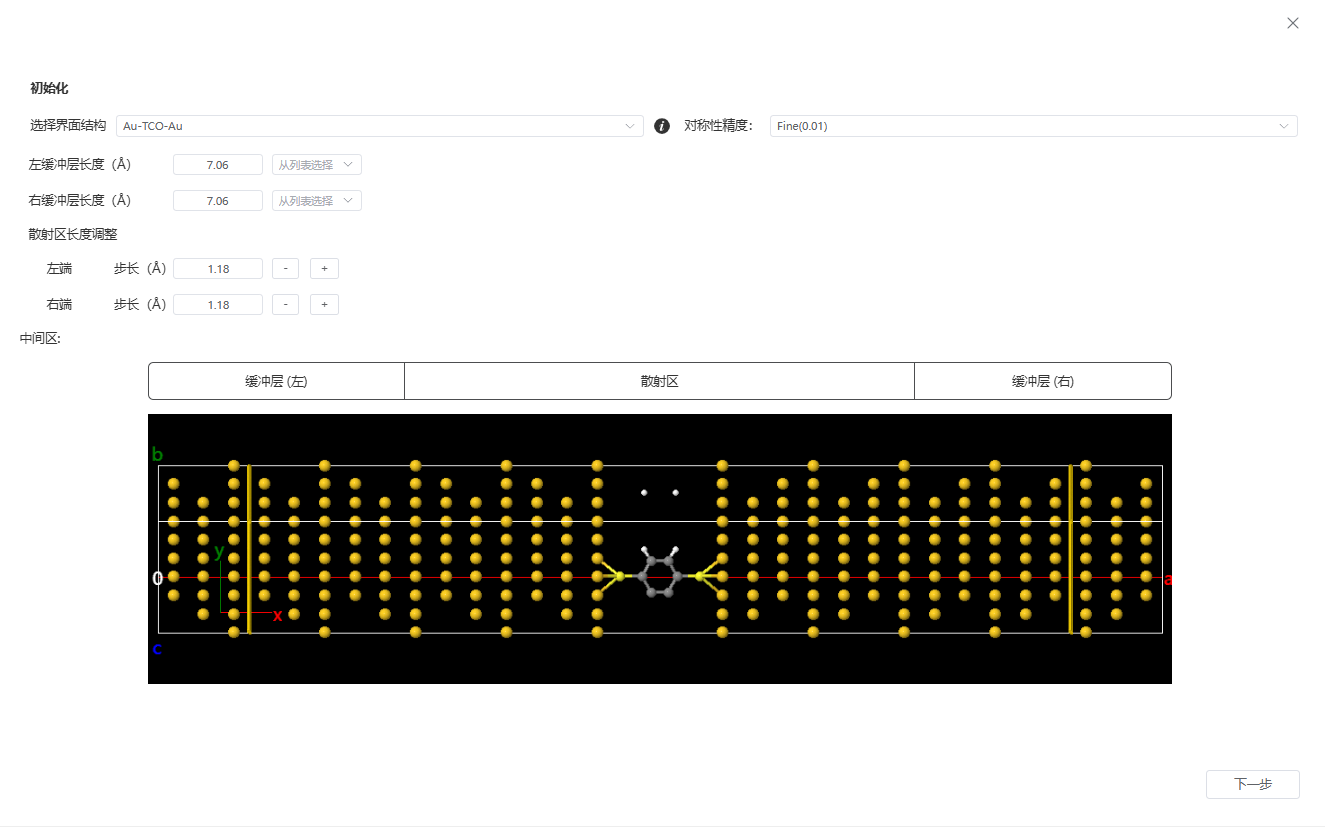 初始化
选择界面结构 Au-TCO-Au i 对称性精度： Fine(0.01)
左缓冲层长度（Å） 7.06 从列表选择
右缓冲层长度（Å） 7.06 从列表选择
散射区长度调整
左端 步长（Å） 1.18 - +
右端 步长（Å） 1.18 - +
中间区:
缓冲层 (左) 散射区 缓冲层 (右)
b
y
0 a
x
c
下一步